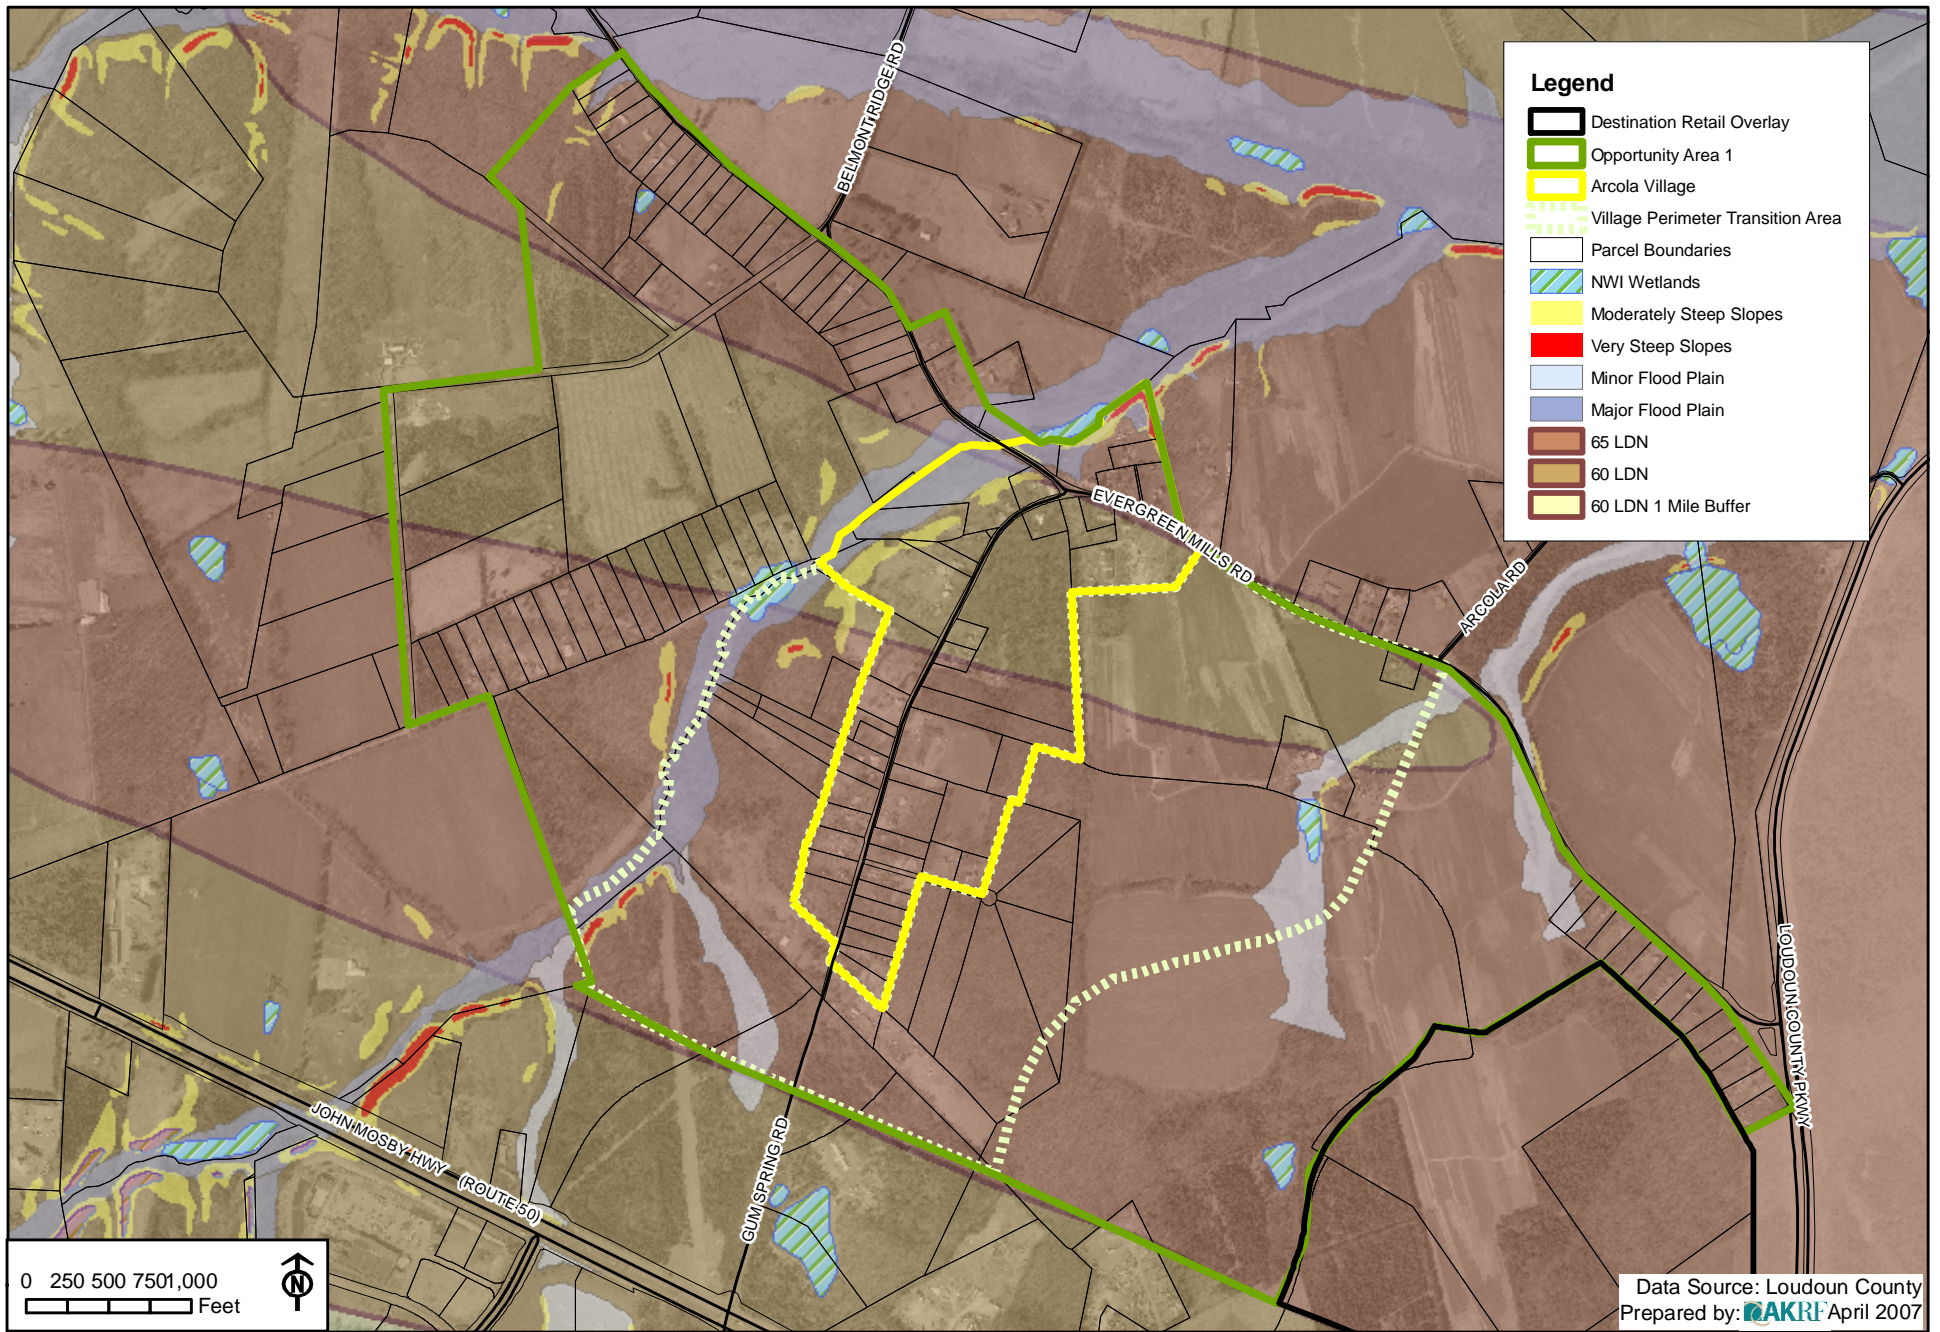 BELMONT RIDGE RD
Legend
Destination Retail Overlay
Opportunity Area 1
Arcola Village
Village Perimeter Transition Area
Parcel Boundaries
NWI Wetlands
Moderately Steep Slopes
Very Steep Slopes
Minor Flood Plain
Major Flood Plain
65 LDN
60 LDN
60 LDN 1 Mile Buffer
EVERGREEN MILLS RD
ARCOLA RD
LOUDOUN COUNTY PKWY
JOHN MOSBY HWY (ROUTE 50)
GUM SPRING RD
0 250 500 7501,000
Feet
N
Data Source: Loudoun County
Prepared by: AKRF April 2007